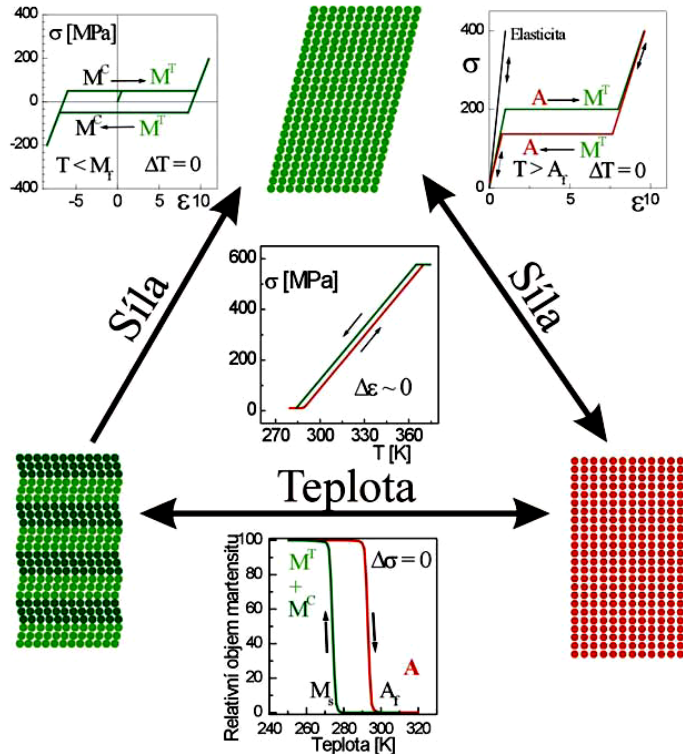 σ [MPa]
400
200
0
-200
-400
M^C → M^T
M^C ← M^T
T < M_f ΔT = 0
-5 0 5 10
ε
σ
400
200
0
Elasticita
A → M^T
A ← M^T
T > A_f ΔT = 0
0 5 10
ε
Síla
Síla
σ [MPa]
600
400
200
0
Δε ~ 0
270 300 330 360
T [K]
Teplota
Relativní objem martensitu
100
80
60
40
20
0
M^T
+
M^C
Δσ = 0
A
M_s
A_f
240 260 280 300 320
Teplota [K]